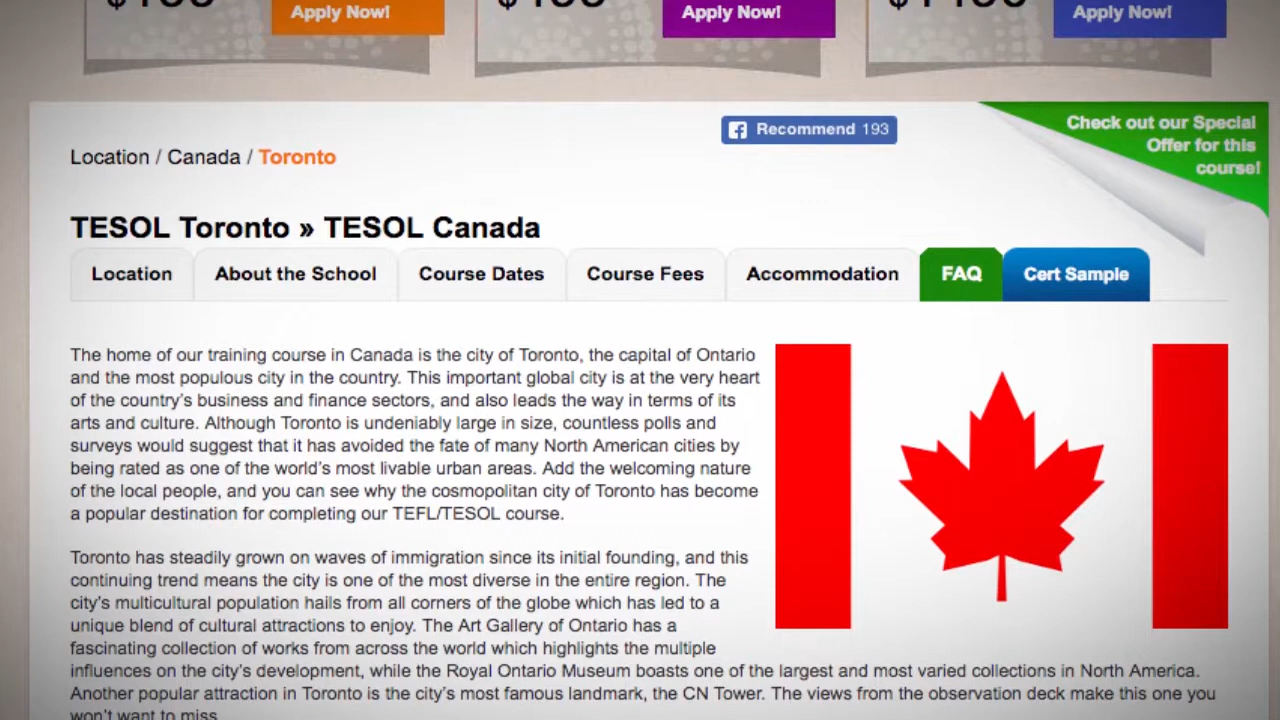 Apply Now!
Apply Now!
Apply Now!
Check out our Special
Offer for this
course!
Recommend 193
Location / Canada / Toronto
TESOL Toronto » TESOL Canada
Location
About the School
Course Dates
Course Fees
Accommodation
FAQ
Cert Sample
The home of our training course in Canada is the city of Toronto, the capital of Ontario
and the most populous city in the country. This important global city is at the very heart
of the country's business and finance sectors, and also leads the way in terms of its
arts and culture. Although Toronto is undeniably large in size, countless polls and
surveys would suggest that it has avoided the fate of many North American cities by
being rated as one of the world's most livable urban areas. Add the welcoming nature
of the local people, and you can see why the cosmopolitan city of Toronto has become
a popular destination for completing our TEFL/TESOL course.
Toronto has steadily grown on waves of immigration since its initial founding, and this
continuing trend means the city is one of the most diverse in the entire region. The
city's multicultural population hails from all corners of the globe which has led to a
unique blend of cultural attractions to enjoy. The Art Gallery of Ontario has a
fascinating collection of works from across the world which highlights the multiple
influences on the city's development, while the Royal Ontario Museum boasts one of the largest and most varied collections in North America.
Another popular attraction in Toronto is the city's most famous landmark, the CN Tower. The views from the observation deck make this one you
won't want to miss